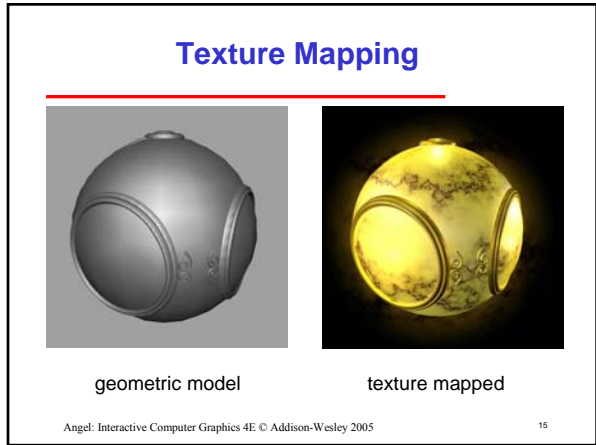 Texture Mapping
geometric model
texture mapped
Angel: Interactive Computer Graphics 4E © Addison-Wesley 2005
15